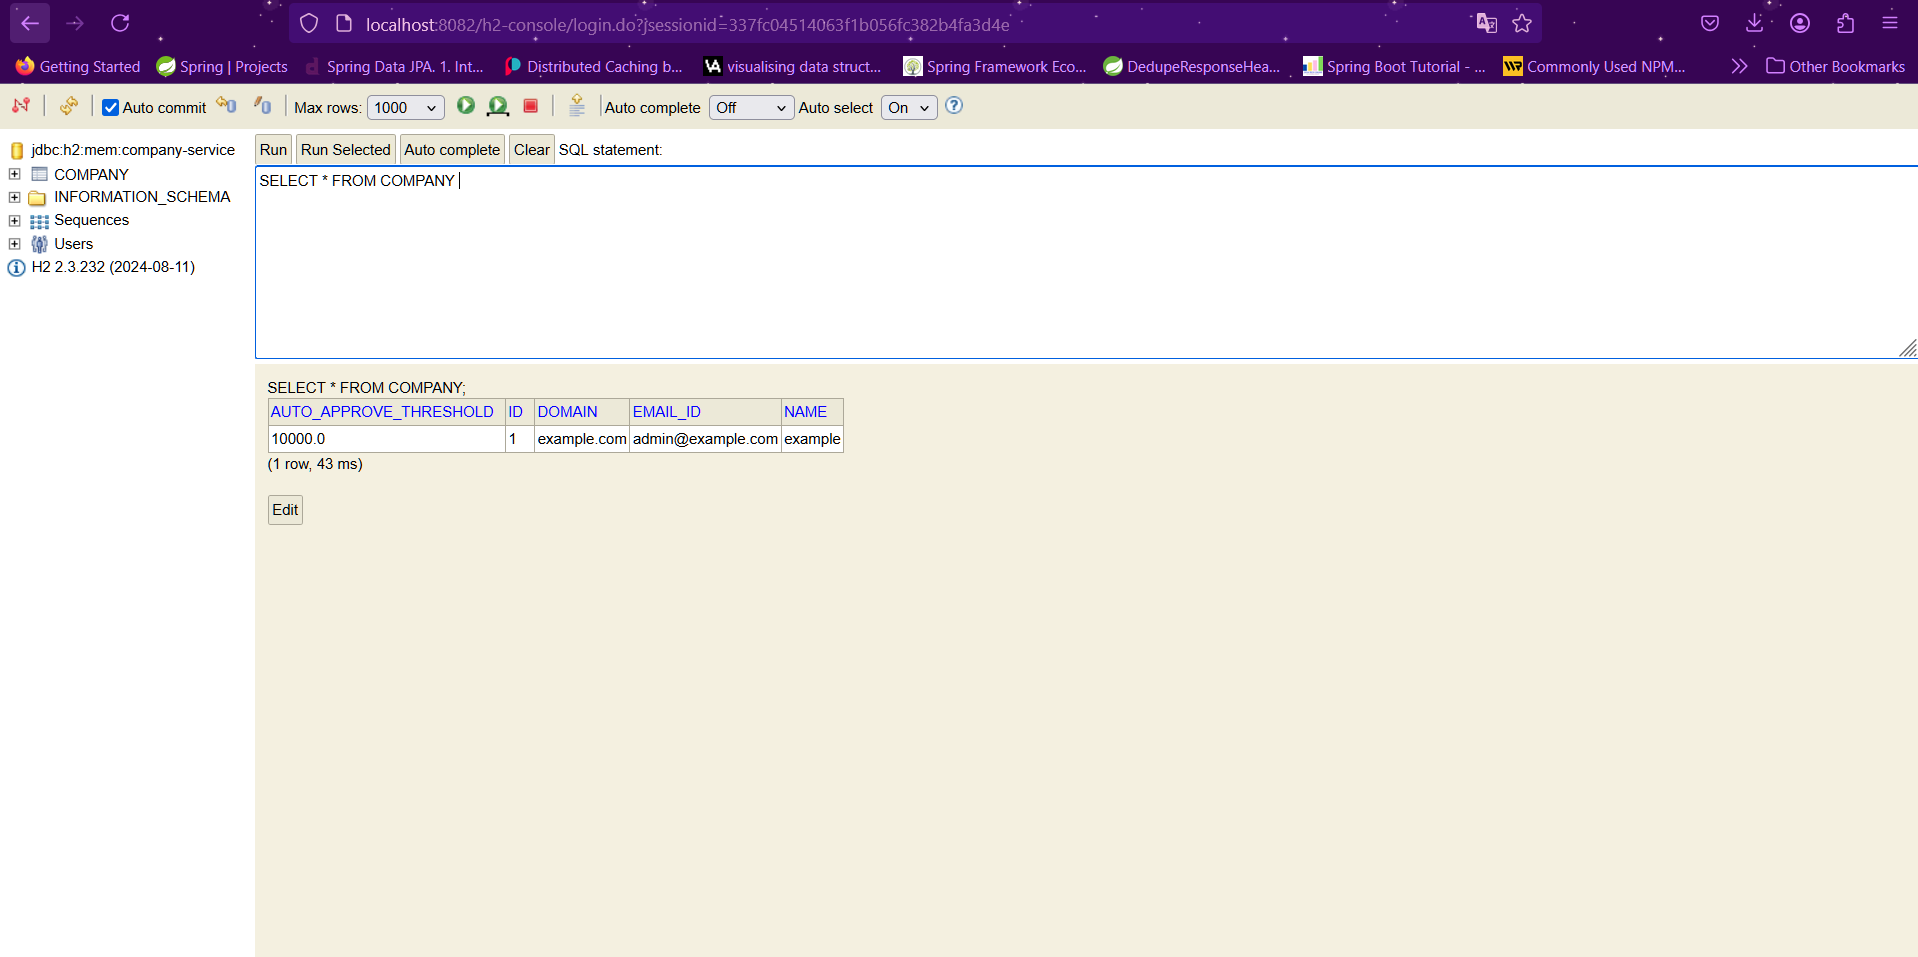 localhost:8082/h2-console/login.do?jsessionid=337fc04514063f1b056fc382b4fa3d4e
Getting Started Spring | Projects Spring Data JPA. 1. Int... Distributed Caching b... VA visualising data struct... Spring Framework Eco... DedupeResponseHea... Spring Boot Tutorial - ... WP Commonly Used NPM... Other Bookmarks
Auto commit Max rows: 1000 Auto complete Off Auto select On ?
jdbc:h2:mem:company-service
COMPANY
INFORMATION_SCHEMA
Sequences
Users
H2 2.3.232 (2024-08-11)
Run Run Selected Auto complete Clear SQL statement:
SELECT * FROM COMPANY
SELECT * FROM COMPANY;
AUTO_APPROVE_THRESHOLD ID DOMAIN EMAIL_ID NAME
10000.0 1 example.com admin@example.com example
(1 row, 43 ms)
Edit